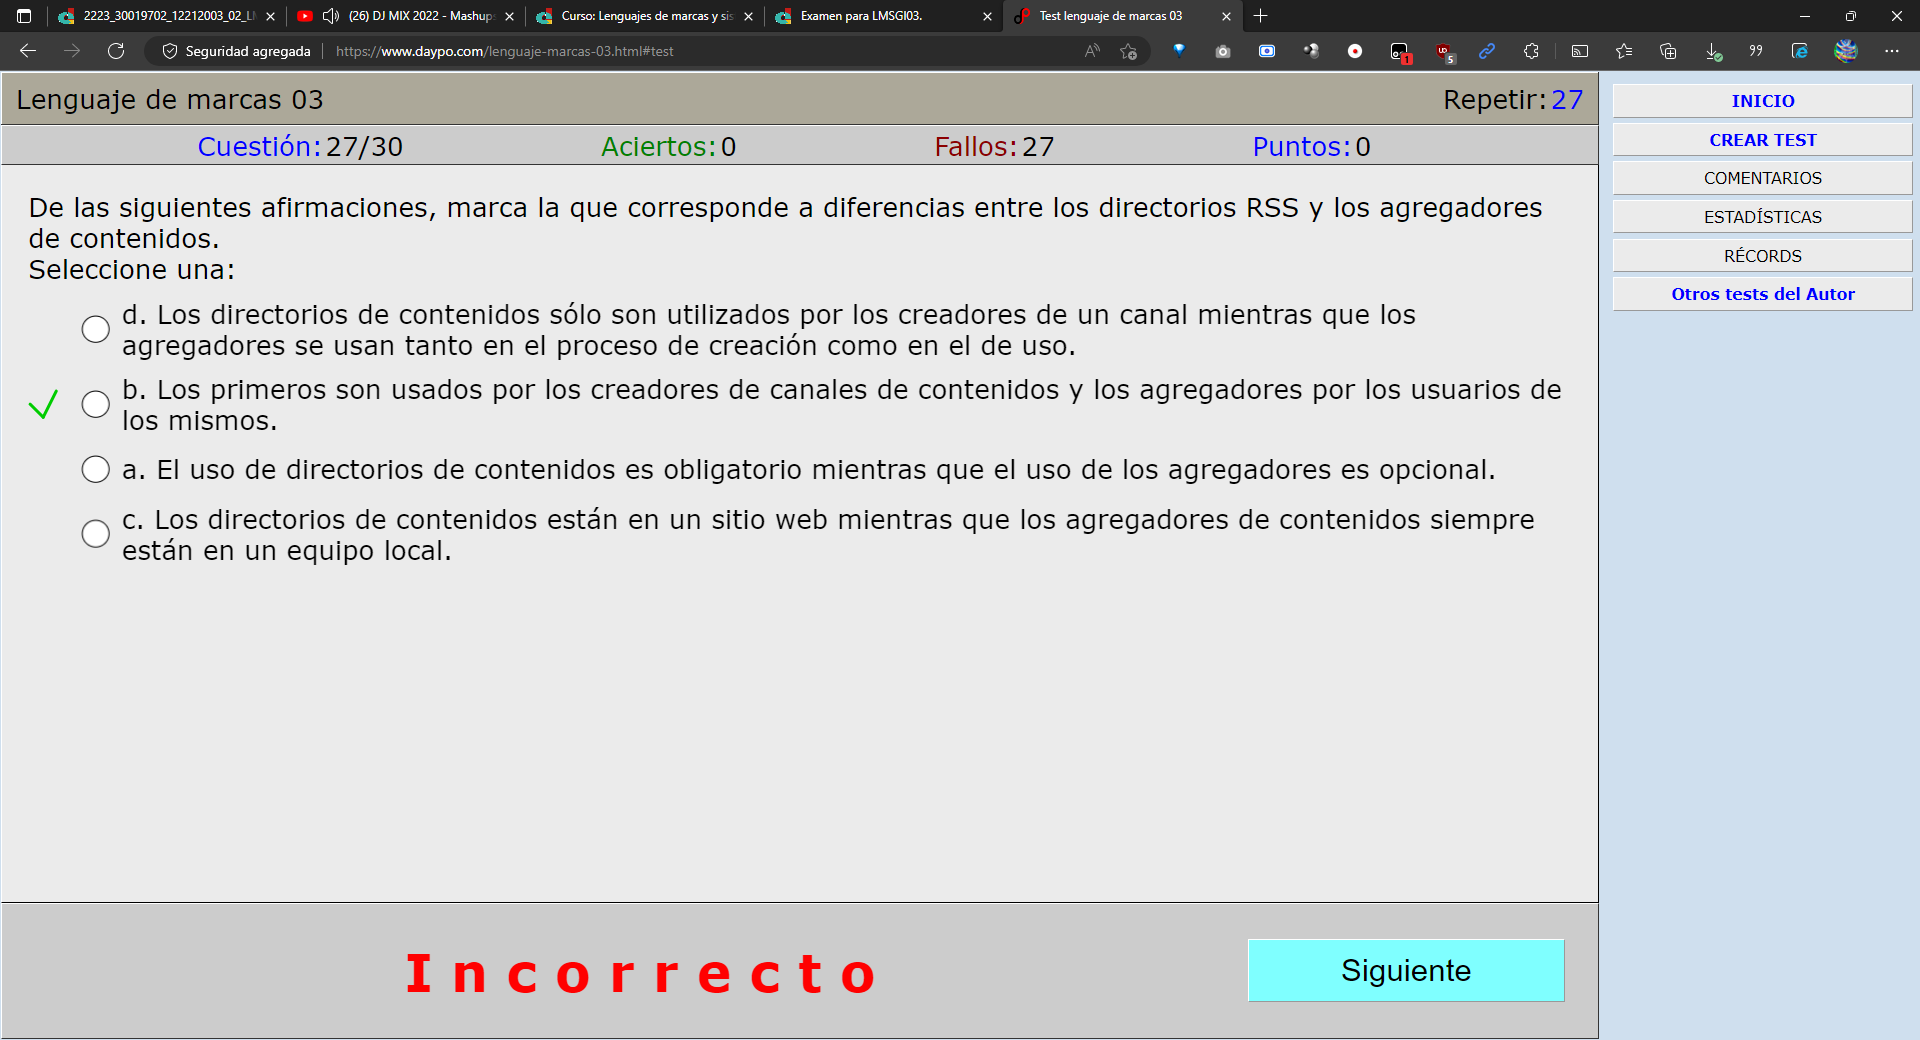 2223_30019702_12212003_02_L
(26) DJ MIX 2022 - Mashup
Curso: Lenguajes de marcas y sis
Examen para LMSGI03.
Test lenguaje de marcas 03
Seguridad agregada
https://www.daypo.com/lenguaje-marcas-03.html#test
1
5
Lenguaje de marcas 03
Repetir: 27
Cuestión: 27/30
Aciertos: 0
Fallos: 27
Puntos: 0
De las siguientes afirmaciones, marca la que corresponde a diferencias entre los directorios RSS y los agregadores
de contenidos.
Seleccione una:
d. Los directorios de contenidos sólo son utilizados por los creadores de un canal mientras que los
agregadores se usan tanto en el proceso de creación como en el de uso.
b. Los primeros son usados por los creadores de canales de contenidos y los agregadores por los usuarios de
los mismos.
a. El uso de directorios de contenidos es obligatorio mientras que el uso de los agregadores es opcional.
c. Los directorios de contenidos están en un sitio web mientras que los agregadores de contenidos siempre
están en un equipo local.
Incorrecto
Siguiente
INICIO
CREAR TEST
COMENTARIOS
ESTADÍSTICAS
RÉCORDS
Otros tests del Autor